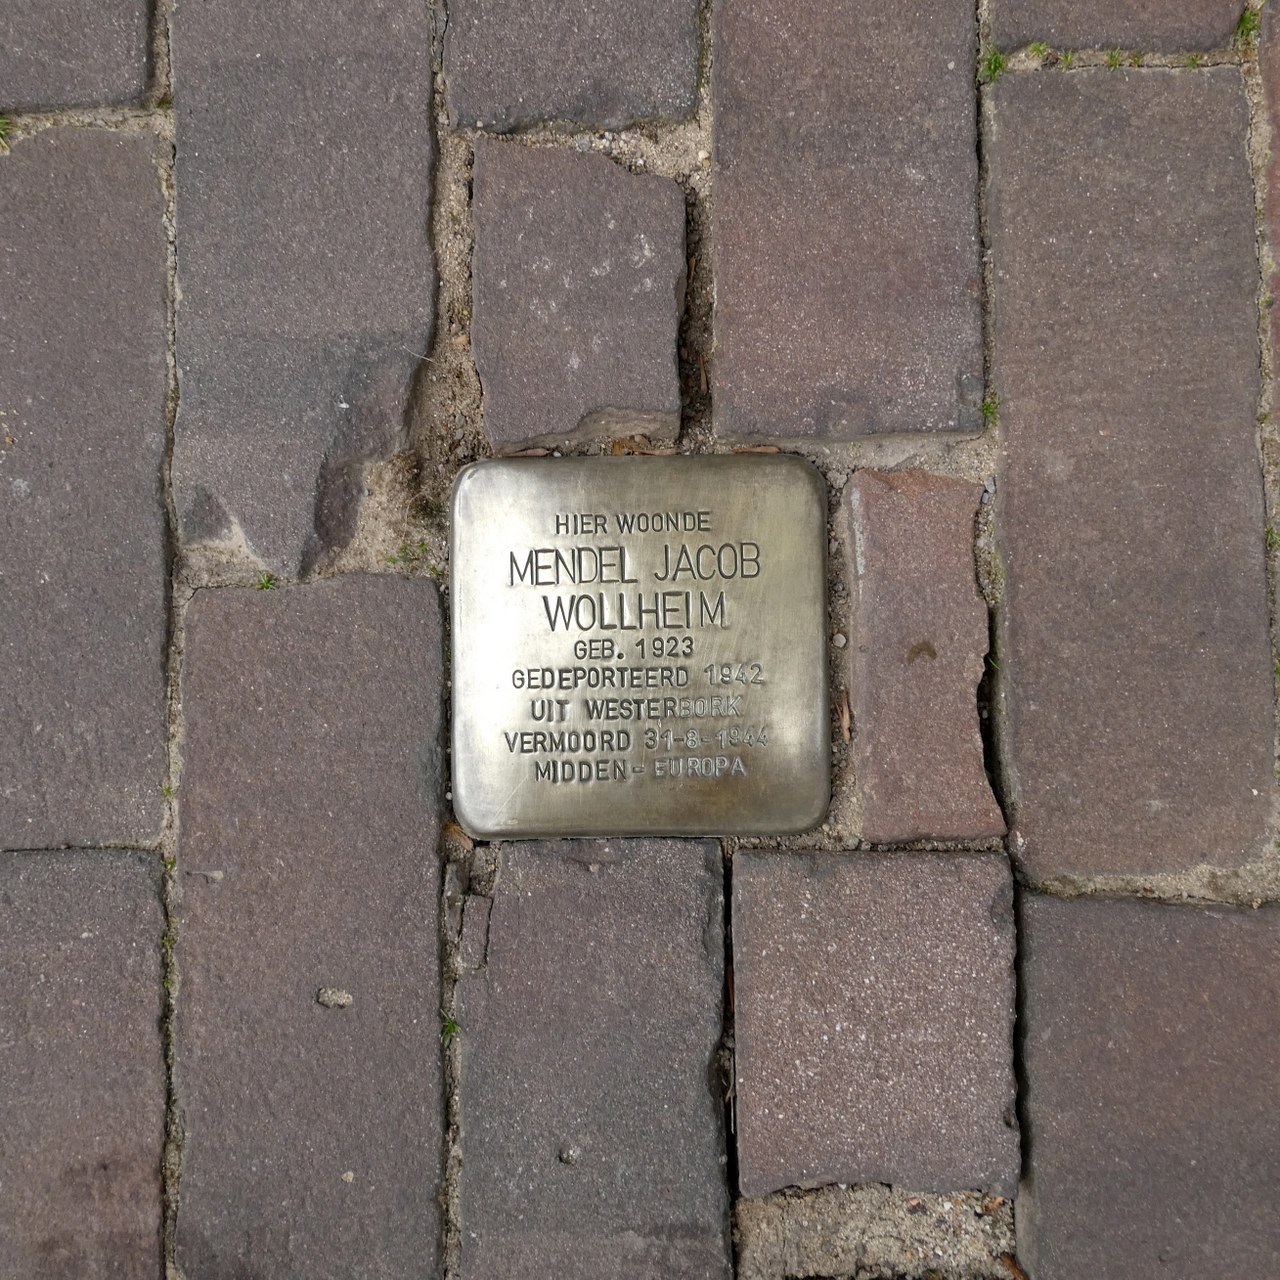 HIER WOONDE
MENDEL JACOB
WOLLHEIM
GEB. 1923
GEDEPORTEERD 1942
UIT WESTERBORK
VERMOORD 31-8-1944
MIDDEN-EUROPA